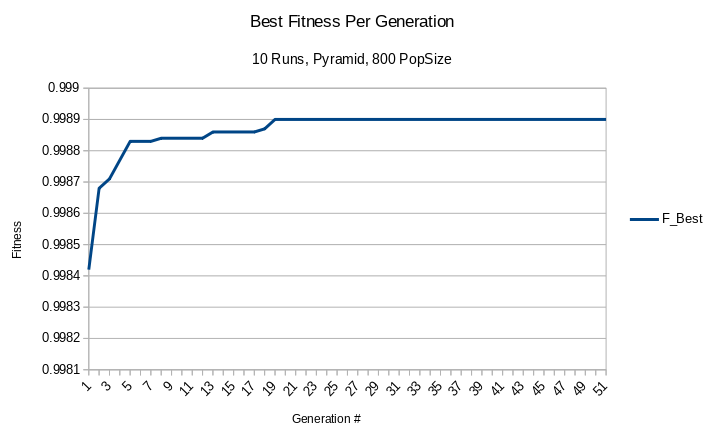 Best Fitness Per Generation
10 Runs, Pyramid, 800 PopSize
0.999
0.9989
0.9988
0.9987
0.9986
0.9985
0.9984
0.9983
0.9982
0.9981
Fitness
F_Best
1 3 5 7 9 11 13 15 17 19 21 23 25 27 29 31 33 35 37 39 41 43 45 47 49 51
Generation #